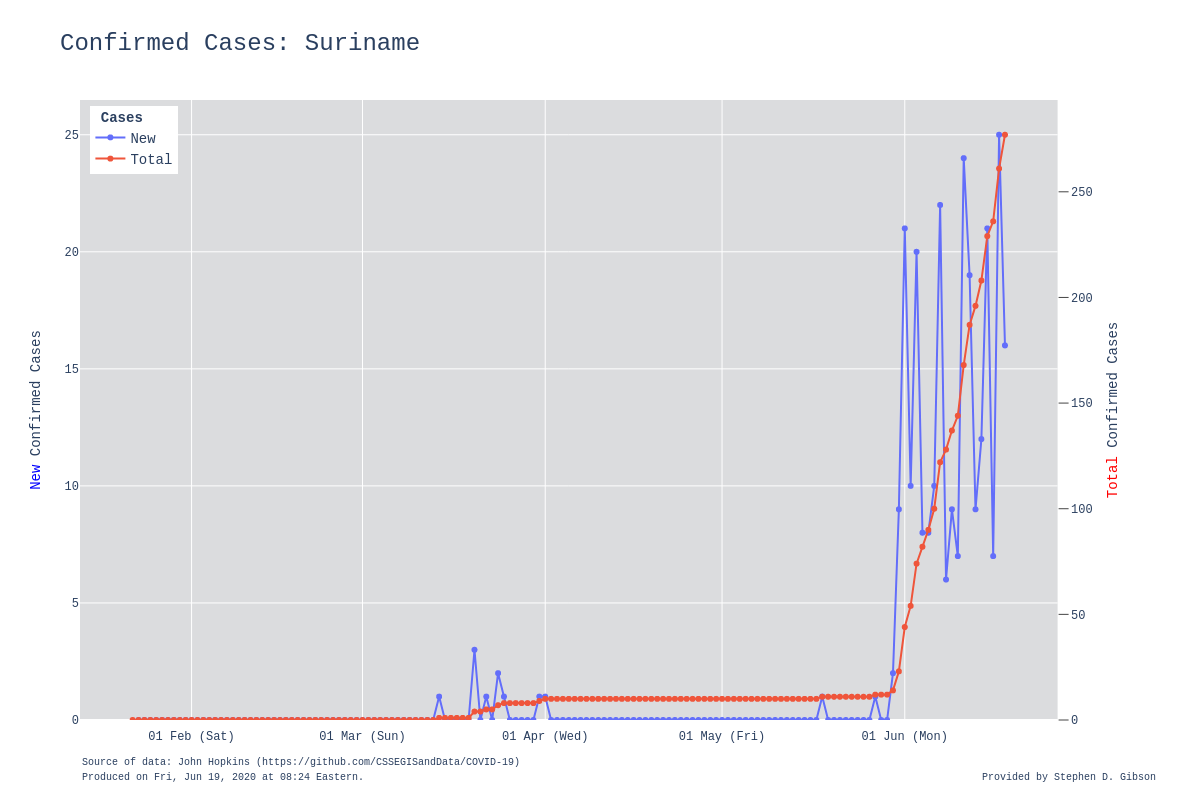 Confirmed Cases: Suriname
Cases
New
Total
25
20
15
10
5
0
250
200
150
100
50
0
New Confirmed Cases
Total Confirmed Cases
01 Feb (Sat)
01 Mar (Sun)
01 Apr (Wed)
01 May (Fri)
01 Jun (Mon)
Source of data: John Hopkins (https://github.com/CSSEGISandData/COVID-19)
Produced on Fri, Jun 19, 2020 at 08:24 Eastern.
Provided by Stephen D. Gibson